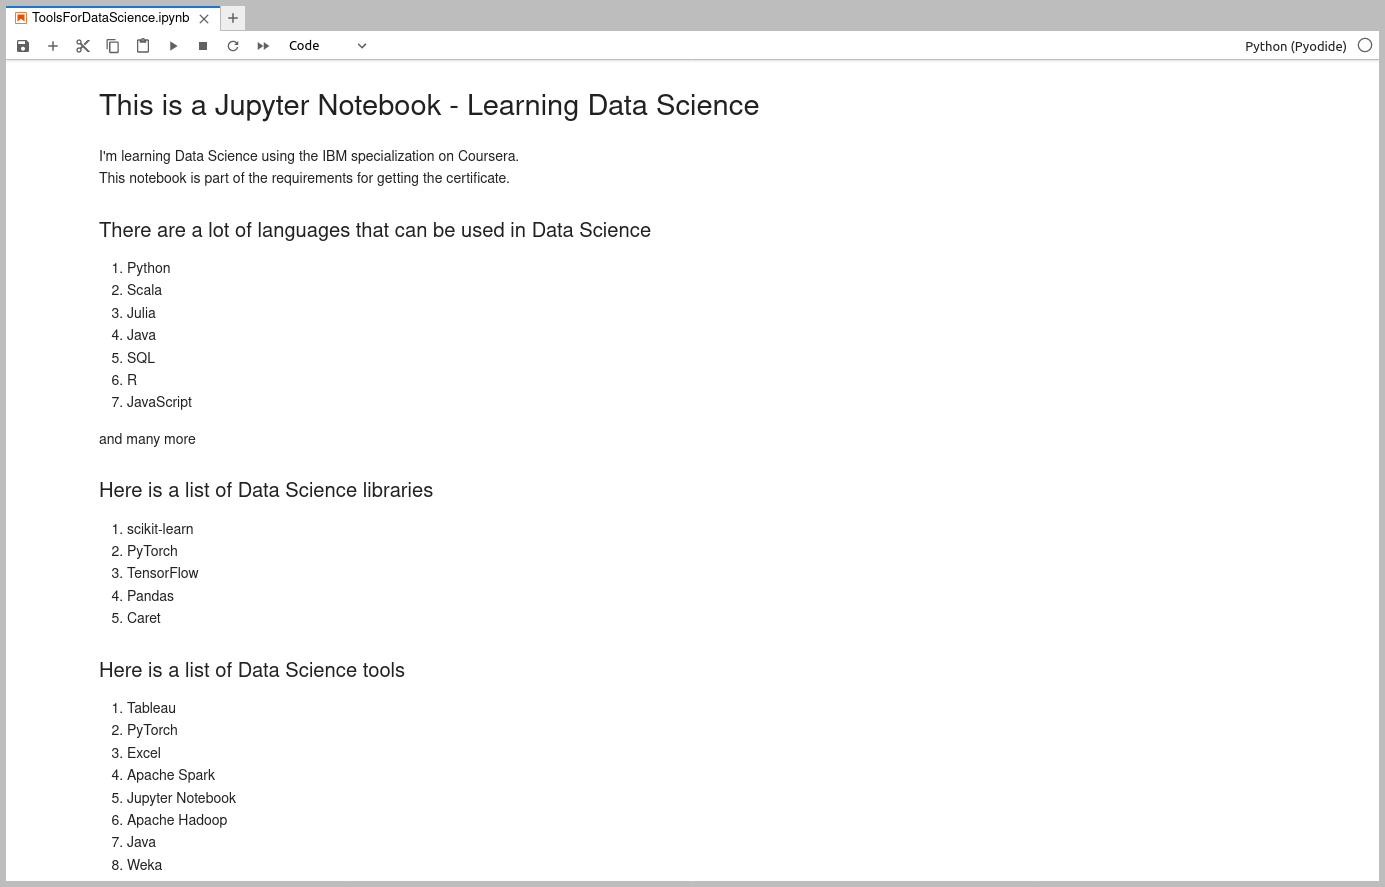 ToolsForDataScience.ipynb
Code
Python (Pyodide)
This is a Jupyter Notebook - Learning Data Science
I'm learning Data Science using the IBM specialization on Coursera.
This notebook is part of the requirements for getting the certificate.
There are a lot of languages that can be used in Data Science
1. Python
2. Scala
3. Julia
4. Java
5. SQL
6. R
7. JavaScript
and many more
Here is a list of Data Science libraries
1. scikit-learn
2. PyTorch
3. TensorFlow
4. Pandas
5. Caret
Here is a list of Data Science tools
1. Tableau
2. PyTorch
3. Excel
4. Apache Spark
5. Jupyter Notebook
6. Apache Hadoop
7. Java
8. Weka